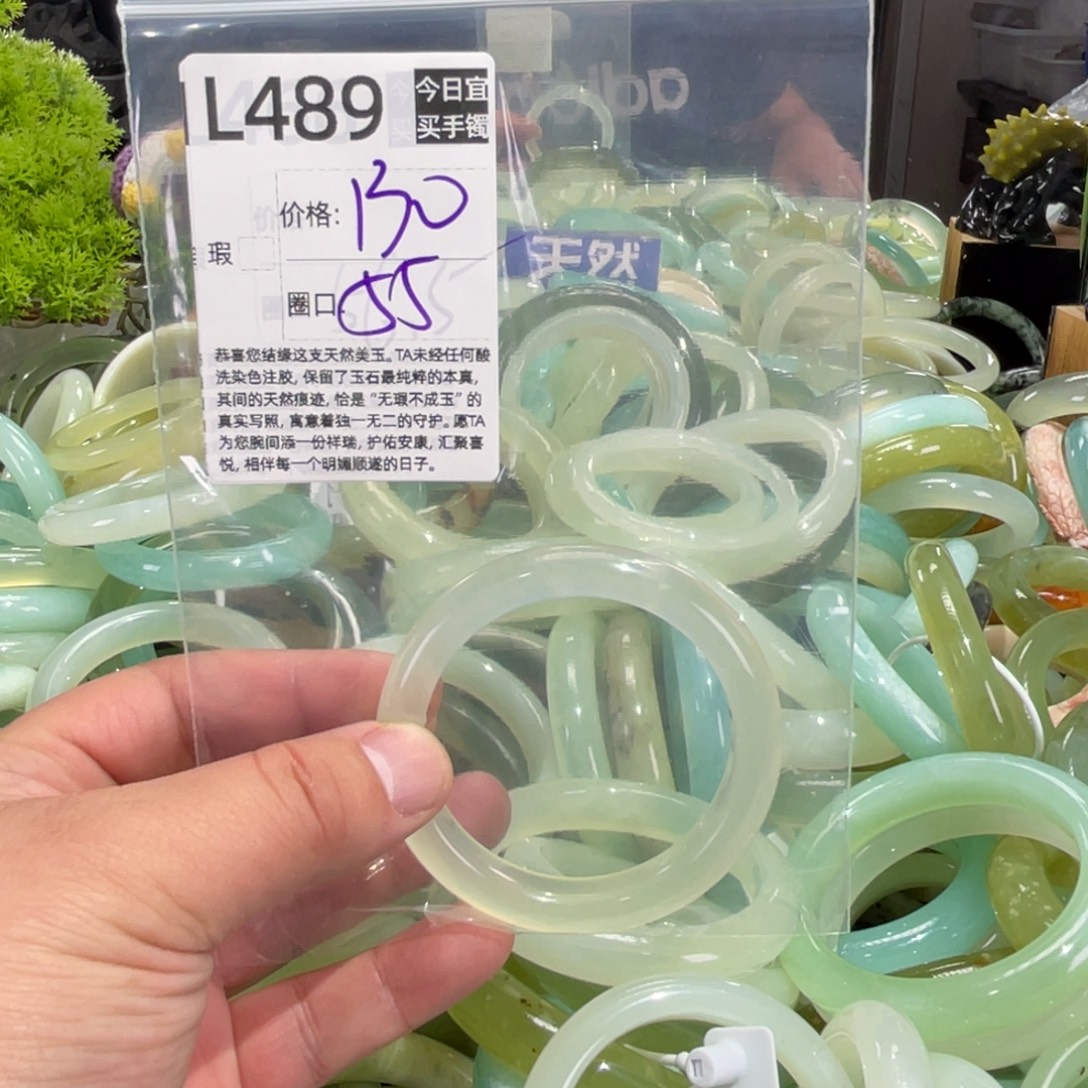 L489
今日宜
买手镯
价格: 130
瑕
圈口 55
恭喜您结缘这支天然美玉。TA未经任何酸
洗染色注胶, 保留了玉石最纯粹的本真,
其间的天然痕迹, 恰是“无瑕不成玉”的
真实写照, 寓意着独一无二的守护。愿TA
为您腕间添一份祥瑞, 护佑安康, 汇聚喜
悦, 相伴每一个明媚顺遂的日子。
天然